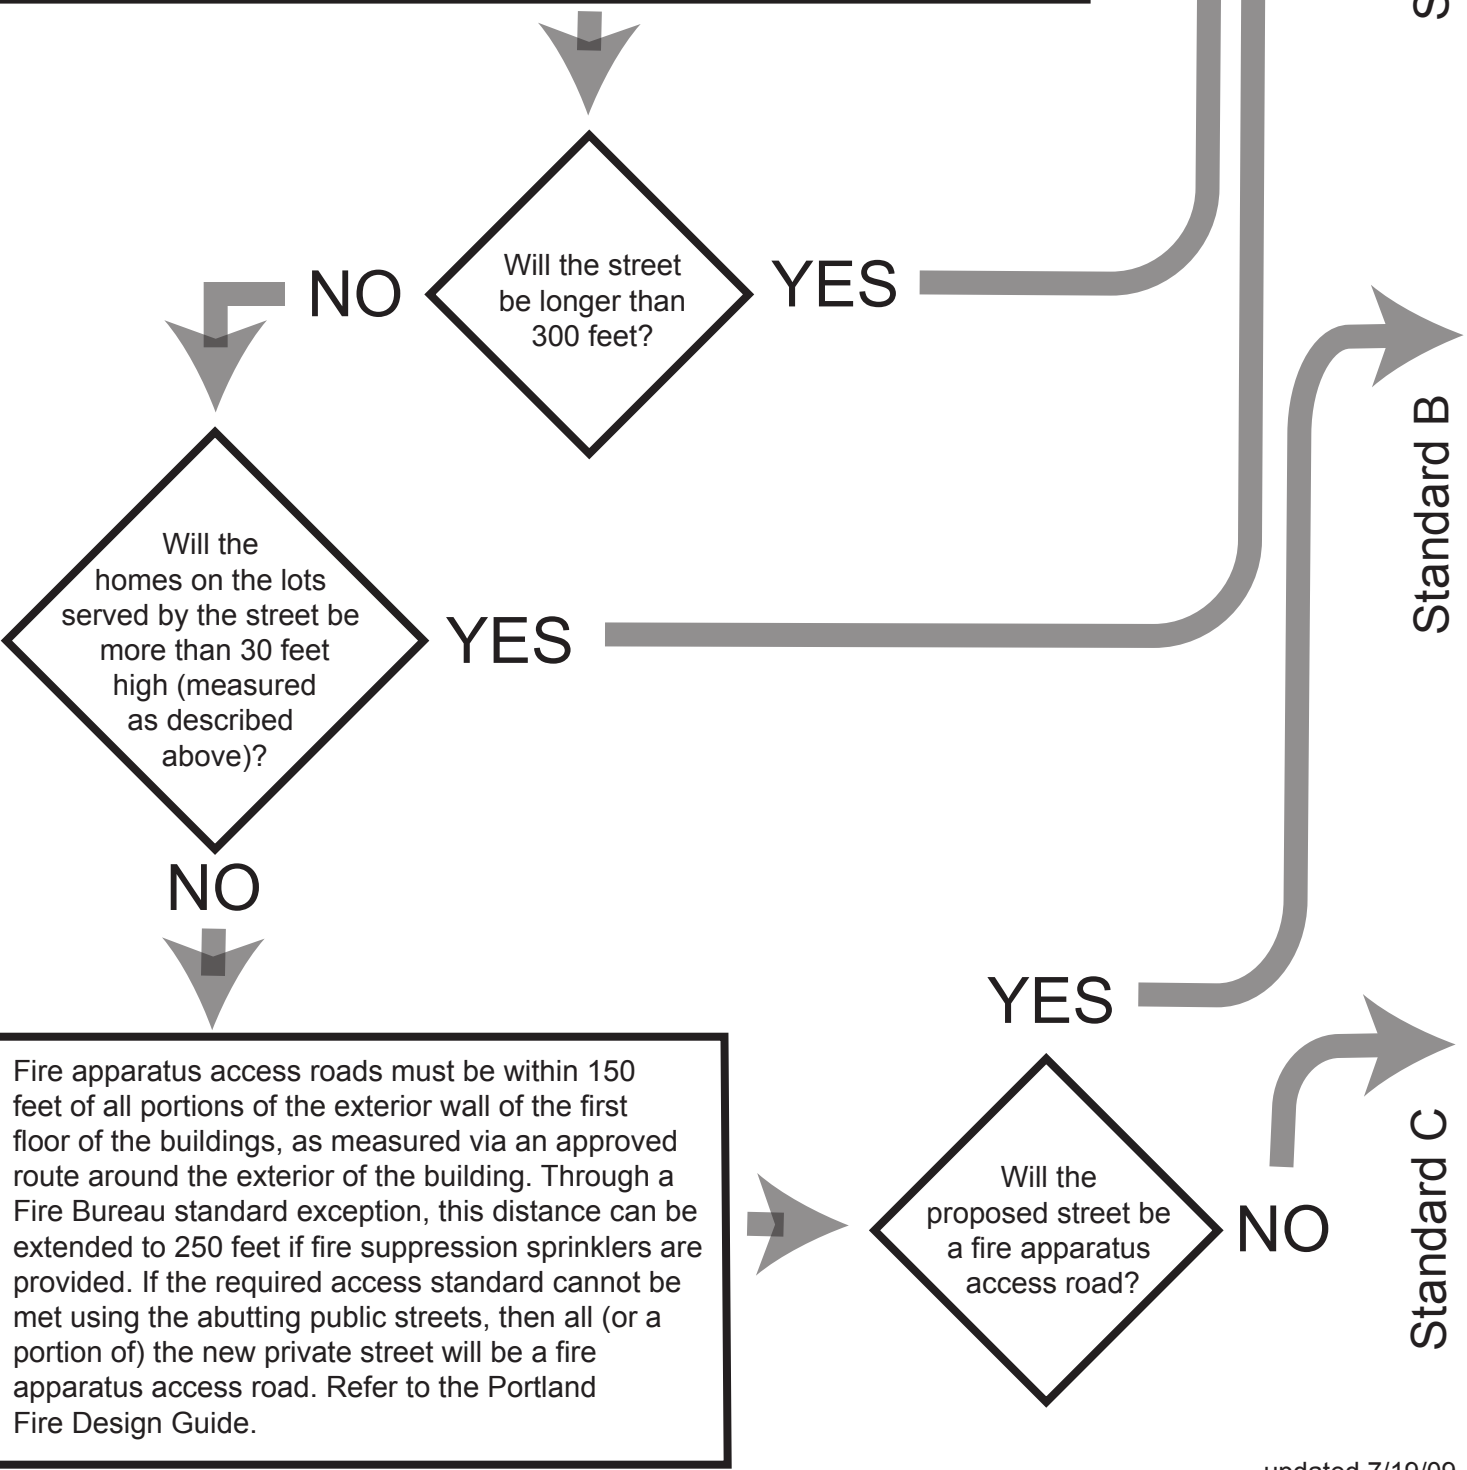 Will the street
be longer than
300 feet?
NO
YES
Will the
homes on the lots
served by the street be
more than 30 feet
high (measured
as described
above)?
YES
NO
Standard B
Fire apparatus access roads must be within 150
feet of all portions of the exterior wall of the first
floor of the buildings, as measured via an approved
route around the exterior of the building. Through a
Fire Bureau standard exception, this distance can be
extended to 250 feet if fire suppression sprinklers are
provided. If the required access standard cannot be
met using the abutting public streets, then all (or a
portion of) the new private street will be a fire
apparatus access road. Refer to the Portland
Fire Design Guide.
YES
Will the
proposed street be
a fire apparatus
access road?
NO
Standard C
updated 7/19/09